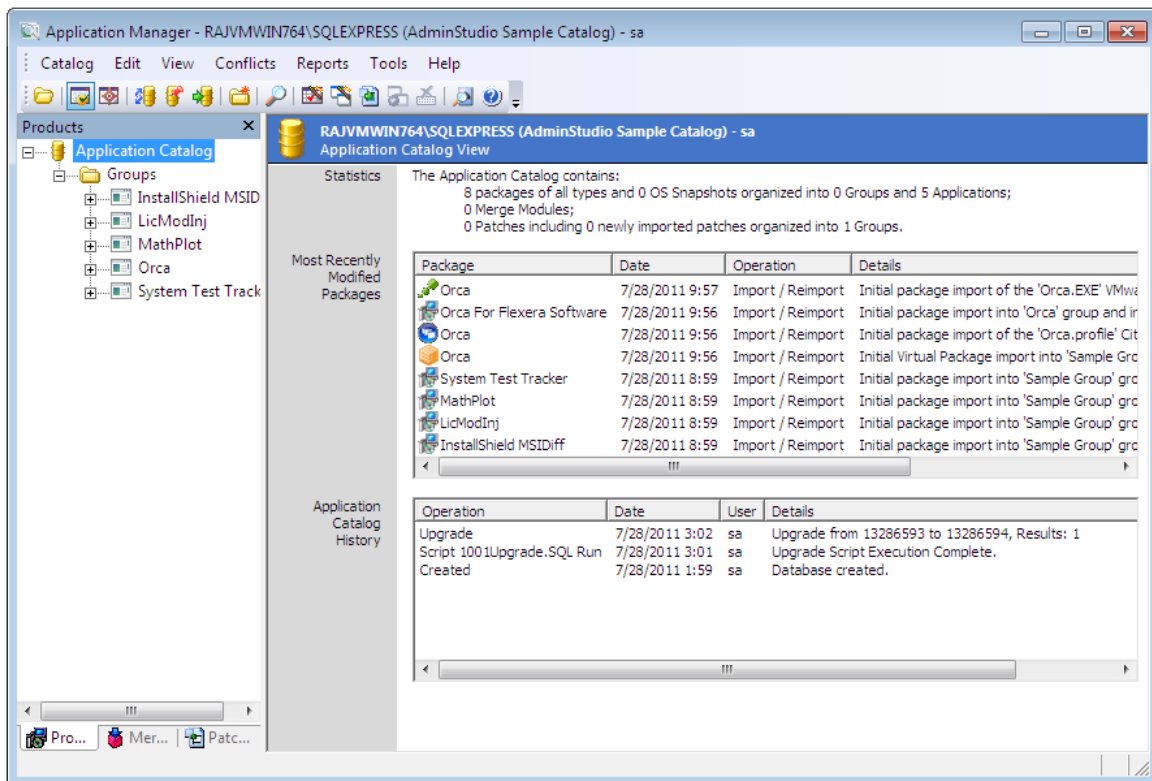 Application Manager - RAJVMWIN764\SQLEXPRESS (AdminStudio Sample Catalog) - sa
Catalog Edit View Conflicts Reports Tools Help
Products
Application Catalog
Groups
InstallShield MSID
LicModInj
MathPlot
Orca
System Test Track
Pro... Mer... Patc...
RAJVMWIN764\SQLEXPRESS (AdminStudio Sample Catalog) - sa
Application Catalog View
Statistics
The Application Catalog contains:
8 packages of all types and 0 OS Snapshots organized into 0 Groups and 5 Applications;
0 Merge Modules;
0 Patches including 0 newly imported patches organized into 1 Groups.
Most Recently
Modified
Packages
Package Date Operation Details
Orca 7/28/2011 9:57 Import / Reimport Initial package import of the 'Orca.EXE' VMwa
Orca For Flexera Software 7/28/2011 9:56 Import / Reimport Initial package import into 'Orca' group and ir
Orca 7/28/2011 9:56 Import / Reimport Initial package import of the 'Orca.profile' Cit
Orca 7/28/2011 9:56 Import / Reimport Initial Virtual Package import into 'Sample Grc
System Test Tracker 7/28/2011 8:59 Import / Reimport Initial package import into 'Sample Group' grc
MathPlot 7/28/2011 8:59 Import / Reimport Initial package import into 'Sample Group' grc
LicModInj 7/28/2011 8:59 Import / Reimport Initial package import into 'Sample Group' grc
InstallShield MSIDiff 7/28/2011 8:59 Import / Reimport Initial package import into 'Sample Group' grc
Application
Catalog
History
Operation Date User Details
Upgrade 7/28/2011 3:02 sa Upgrade from 13286593 to 13286594, Results: 1
Script 1001Upgrade.SQL Run 7/28/2011 3:01 sa Upgrade Script Execution Complete.
Created 7/28/2011 1:59 sa Database created.